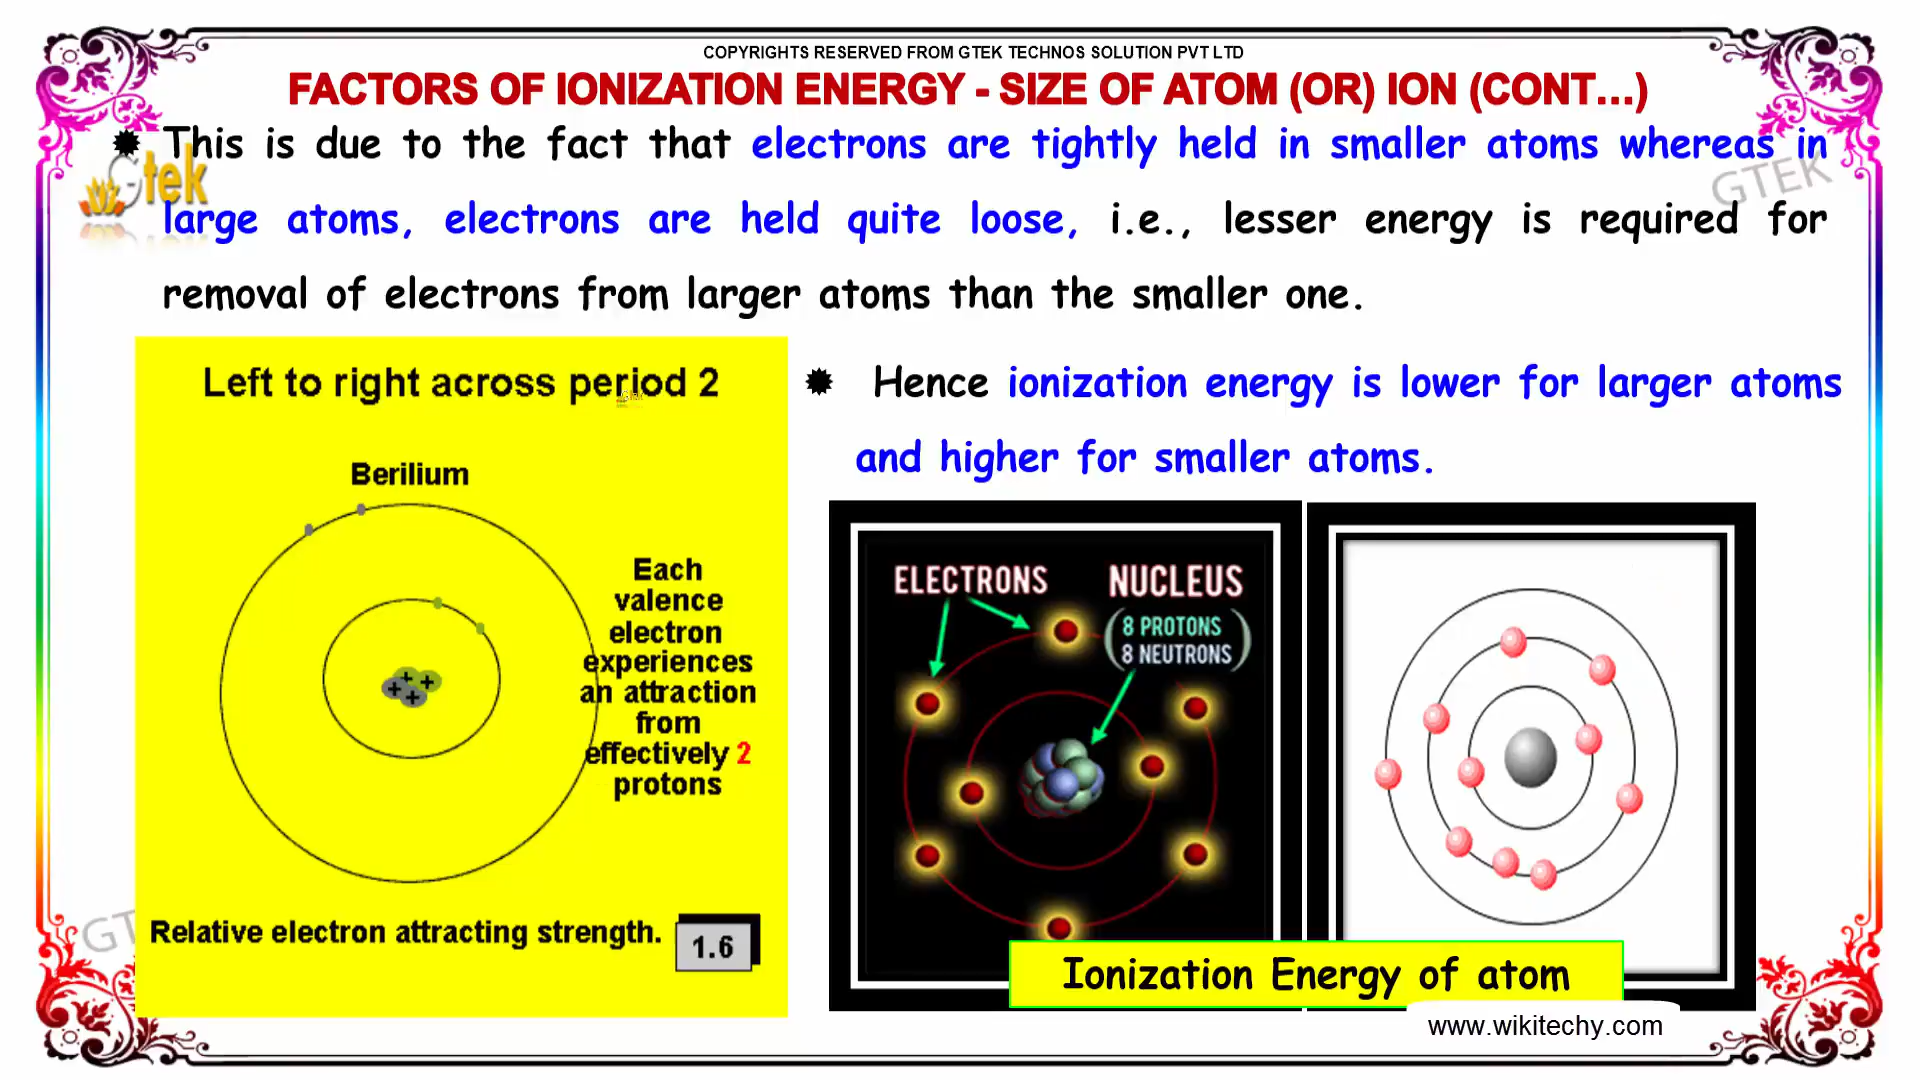 COPYRIGHTS RESERVED FROM GTEK TECHNOS SOLUTION PVT LTD
FACTORS OF IONIZATION ENERGY - SIZE OF ATOM (OR) ION (CONT...)
This is due to the fact that electrons are tightly held in smaller atoms whereas in
large atoms, electrons are held quite loose, i.e., lesser energy is required for
removal of electrons from larger atoms than the smaller one.
Gtek
GTEK
Left to right across period 2
Berilium
Each
valence
electron
experiences
an attraction
from
effectively 2
protons
+ +
+ +
Relative electron attracting strength.
1.6
GT
Hence ionization energy is lower for larger atoms
and higher for smaller atoms.
ELECTRONS
NUCLEUS
(8 PROTONS
8 NEUTRONS)
Ionization Energy of atom
www.wikitechy.com